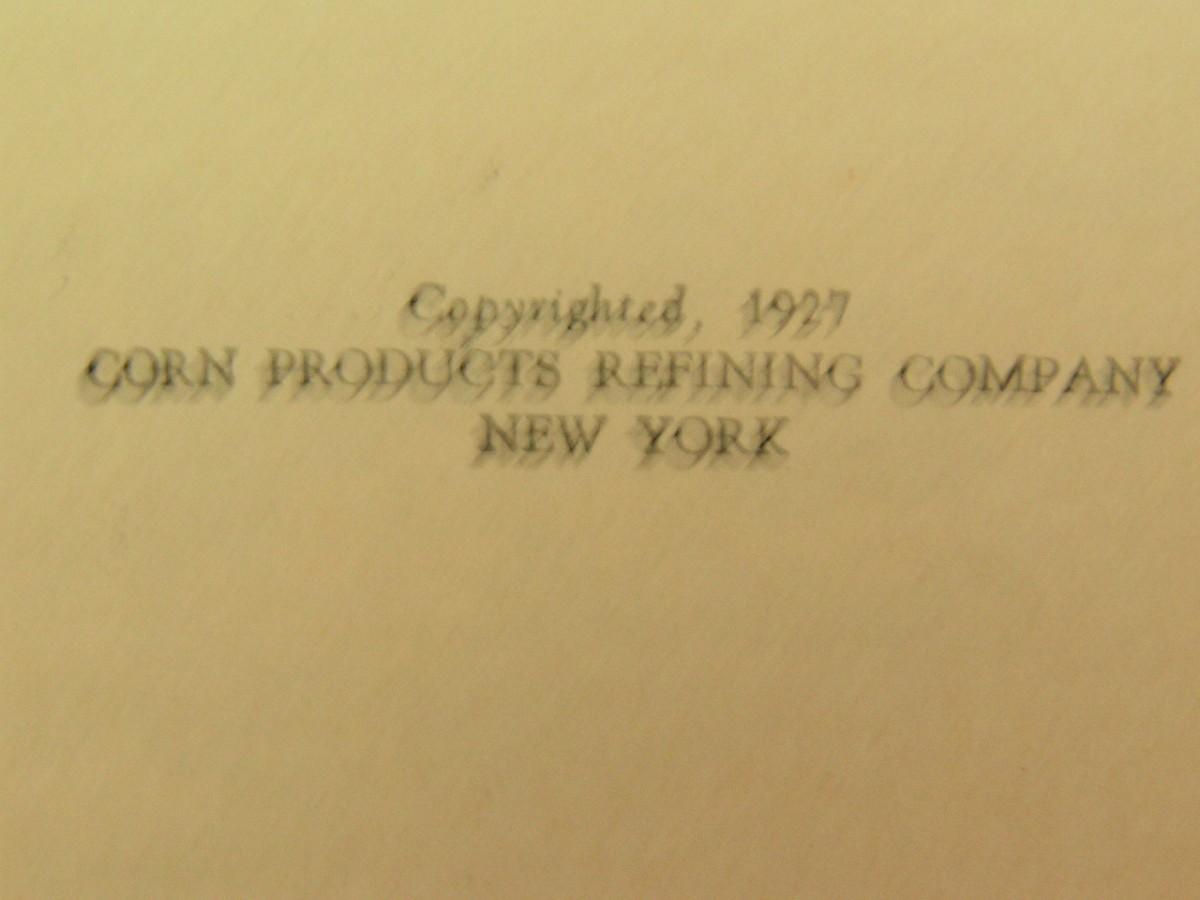 Copyrighted, 1927
CORN PRODUCTS REFINING COMPANY
NEW YORK